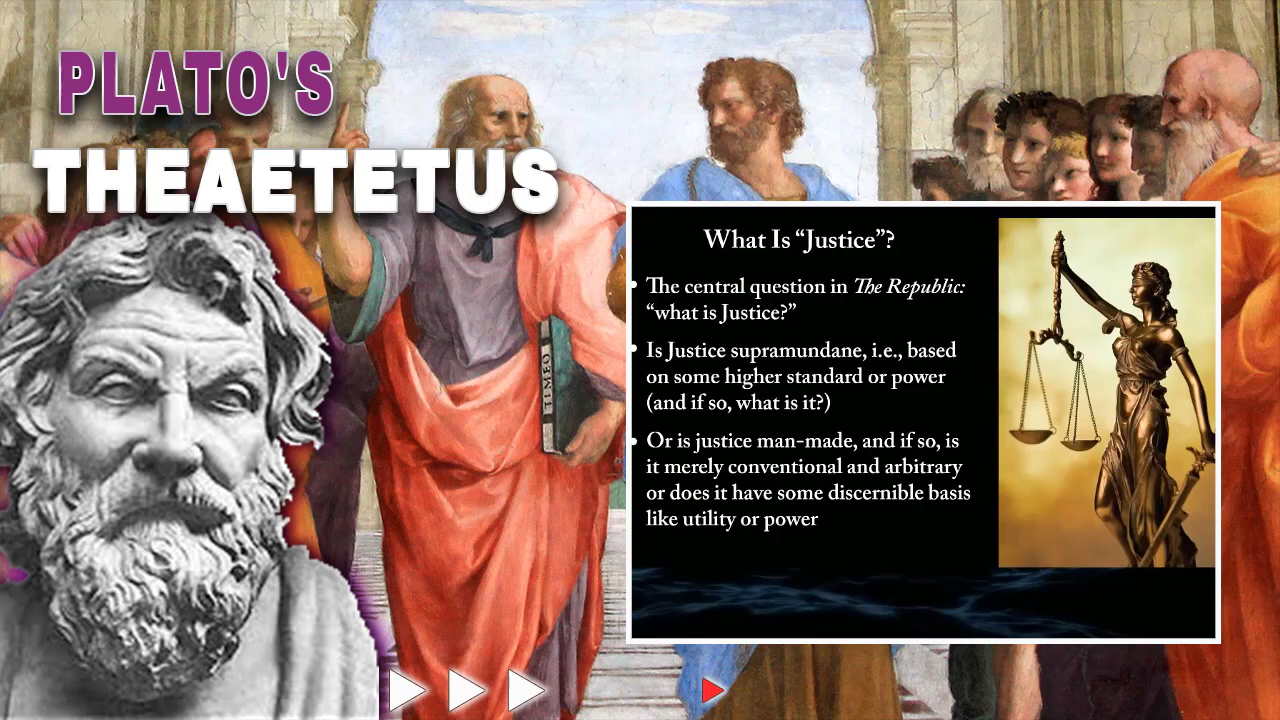 PLATO'S
THEAETETUS
TIMEO
What Is “Justice”?
• The central question in The Republic:
“what is Justice?”
• Is Justice supramundane, i.e., based
on some higher standard or power
(and if so, what is it?)
• Or is justice man-made, and if so, is
it merely conventional and arbitrary
or does it have some discernible basis
like utility or power